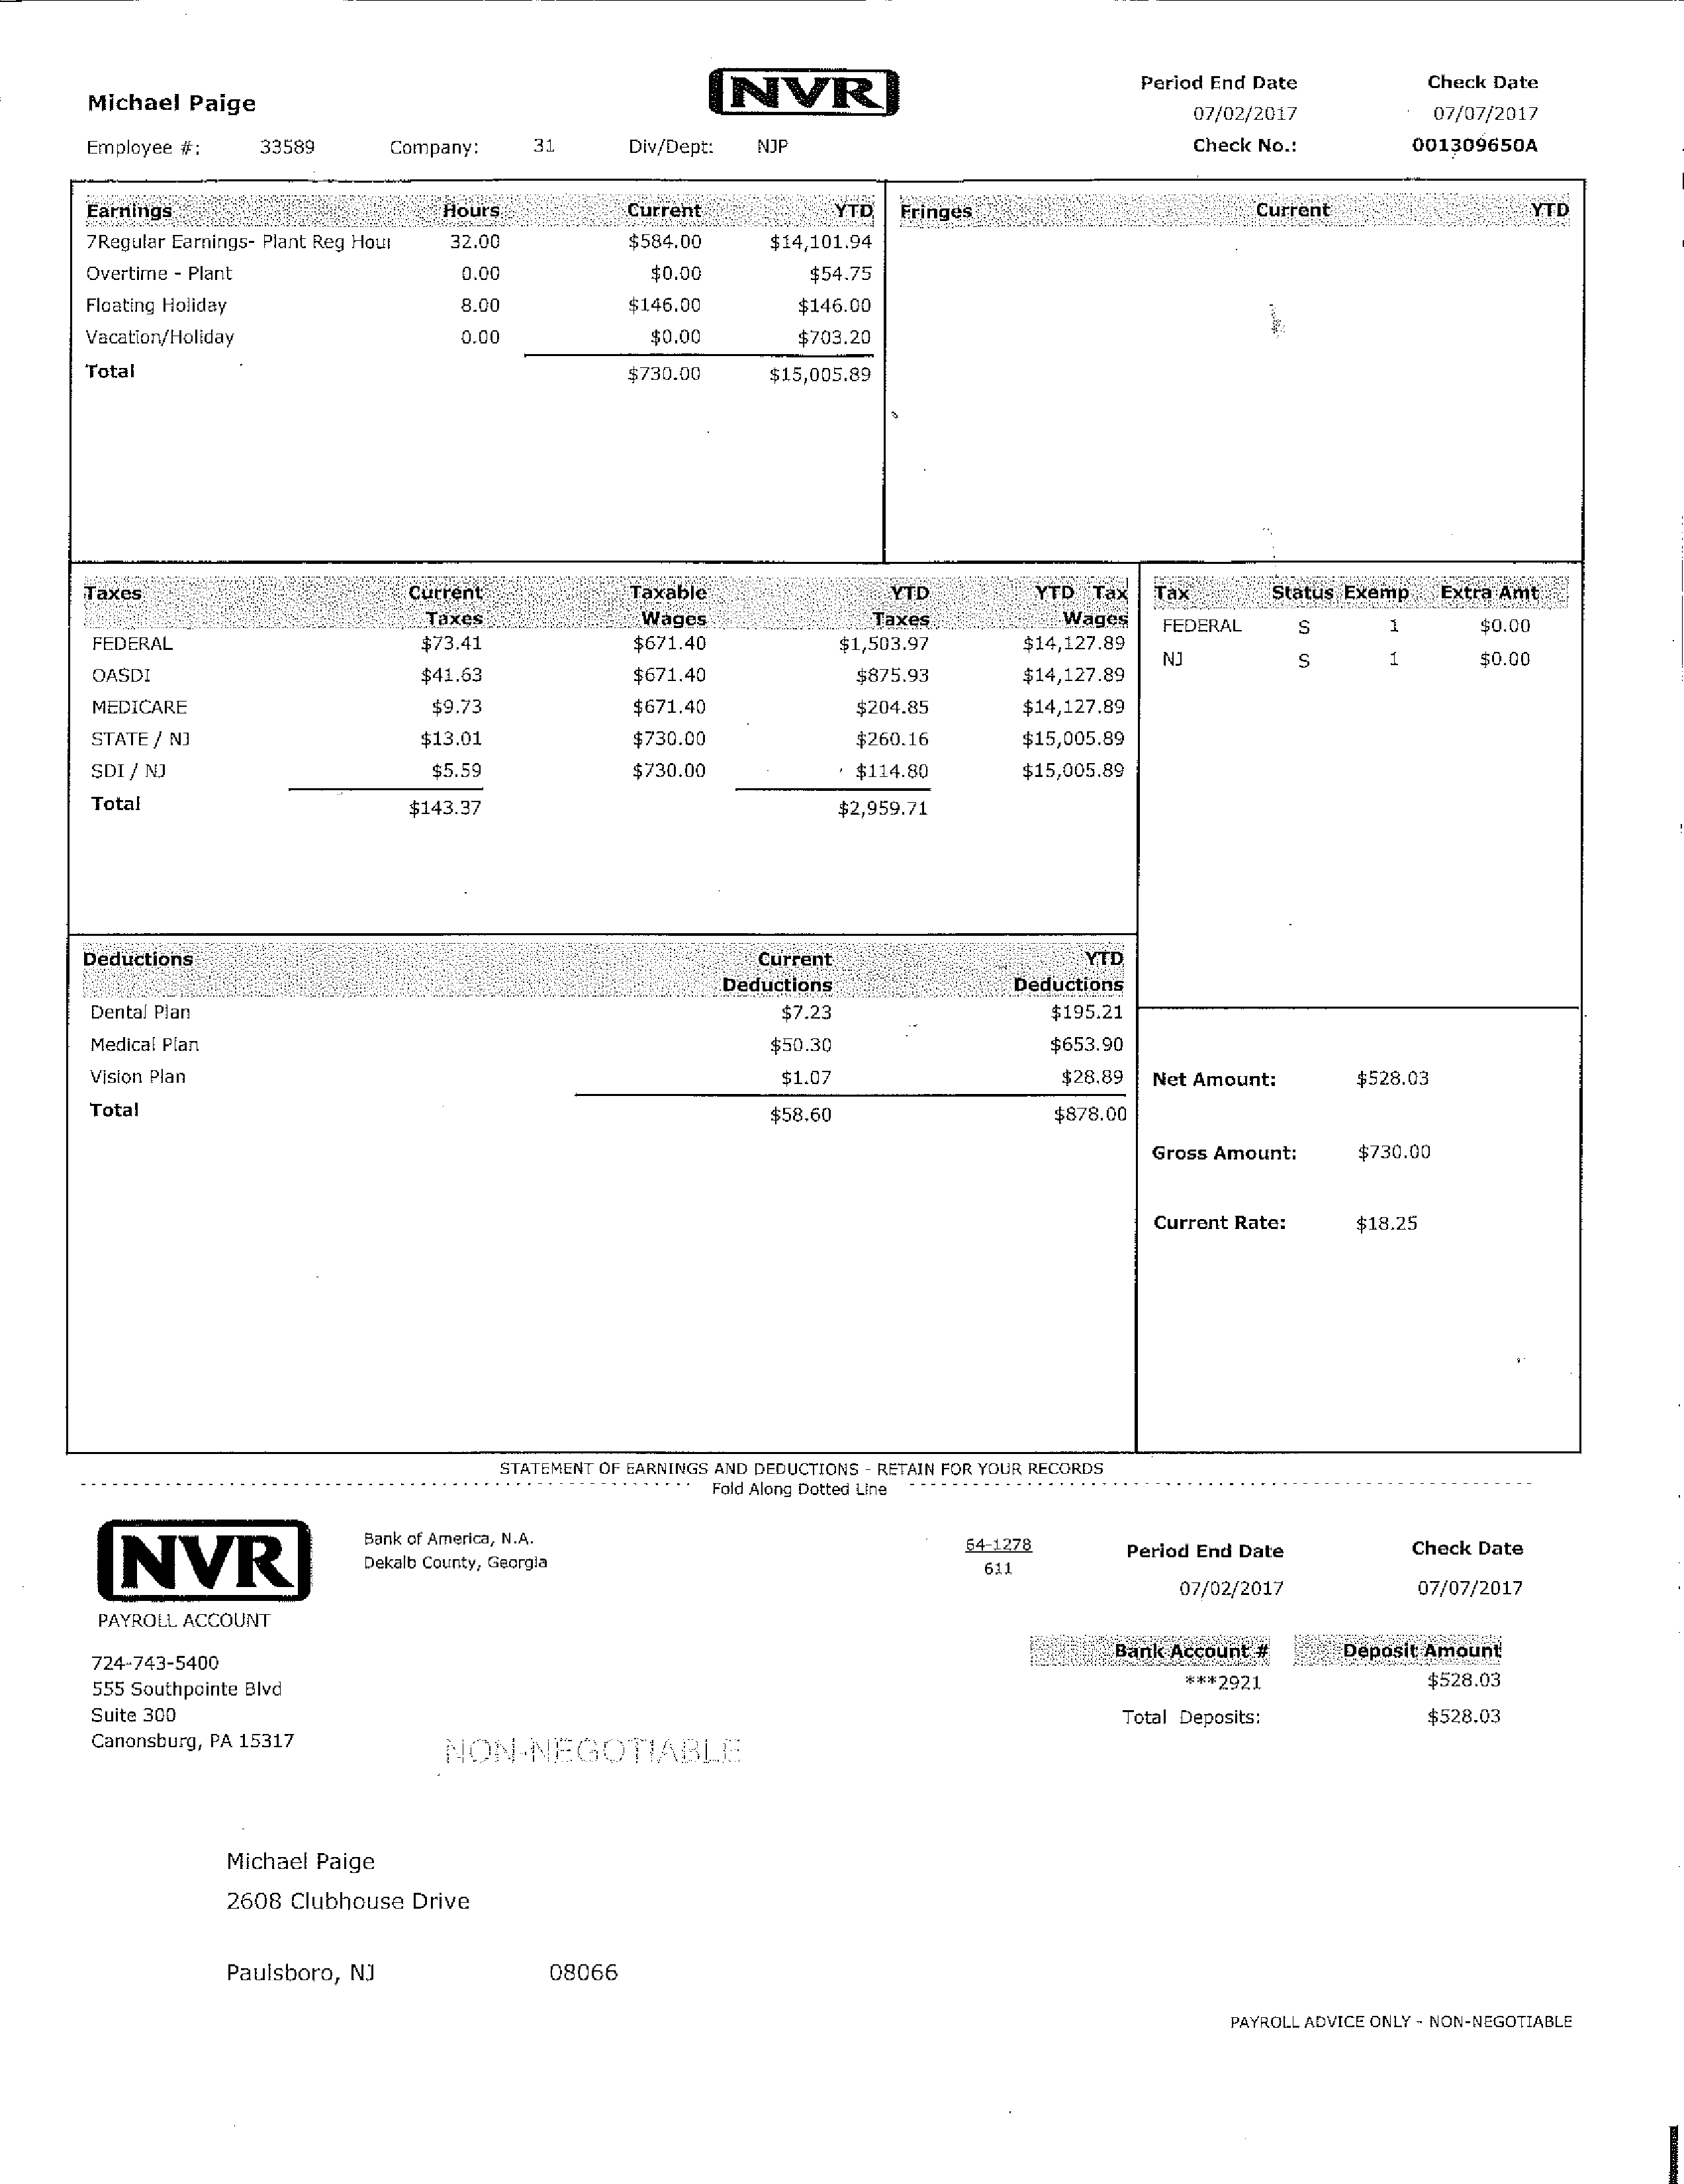 NVR
Period End Date Check Date
Michael Paige 07/02/2017 07/07/2017
Employee #: 33589 Company: 31 Div/Dept: NJP Check No.: 001309650A
Earnings Hours Current YTD Fringes Current YTD
7Regular Earnings- Plant Reg Hour 32.00 $584.00 $14,101.94
Overtime - Plant 0.00 $0.00 $54.75
Floating Holiday 8.00 $146.00 $146.00
Vacation/Holiday 0.00 $0.00 $703.20
Total $730.00 $15,005.89
Taxes Current Taxable YTD YTD Tax
Taxes Wages Taxes Wages
FEDERAL $73.41 $671.40 $1,503.97 $14,127.89
OASDI $41.63 $671.40 $875.93 $14,127.89
MEDICARE $9.73 $671.40 $204.85 $14,127.89
STATE / NJ $13.01 $730.00 $260.16 $15,005.89
SDI / NJ $5.59 $730.00 $114.80 $15,005.89
Total $143.37 $2,959.71
Tax Status Exemp Extra Amt
FEDERAL S 1 $0.00
NJ S 1 $0.00
Deductions Current YTD
Deductions Deductions
Dental Plan $7.23 $195.21
Medical Plan $50.30 $653.90
Vision Plan $1.07 $28.89
Total $58.60 $878.00
Net Amount: $528.03
Gross Amount: $730.00
Current Rate: $18.25
STATEMENT OF EARNINGS AND DEDUCTIONS - RETAIN FOR YOUR RECORDS
Fold Along Dotted Line
NVR
PAYROLL ACCOUNT
Bank of America, N.A.
Dekalb County, Georgia
64-1278
611
Period End Date Check Date
07/02/2017 07/07/2017
724-743-5400
555 Southpointe Blvd
Suite 300
Canonsburg, PA 15317
Bank Account # Deposit Amount
***2921 $528.03
Total Deposits: $528.03
NON-NEGOTIABLE
Michael Paige
2608 Clubhouse Drive
Paulsboro, NJ 08066
PAYROLL ADVICE ONLY - NON-NEGOTIABLE